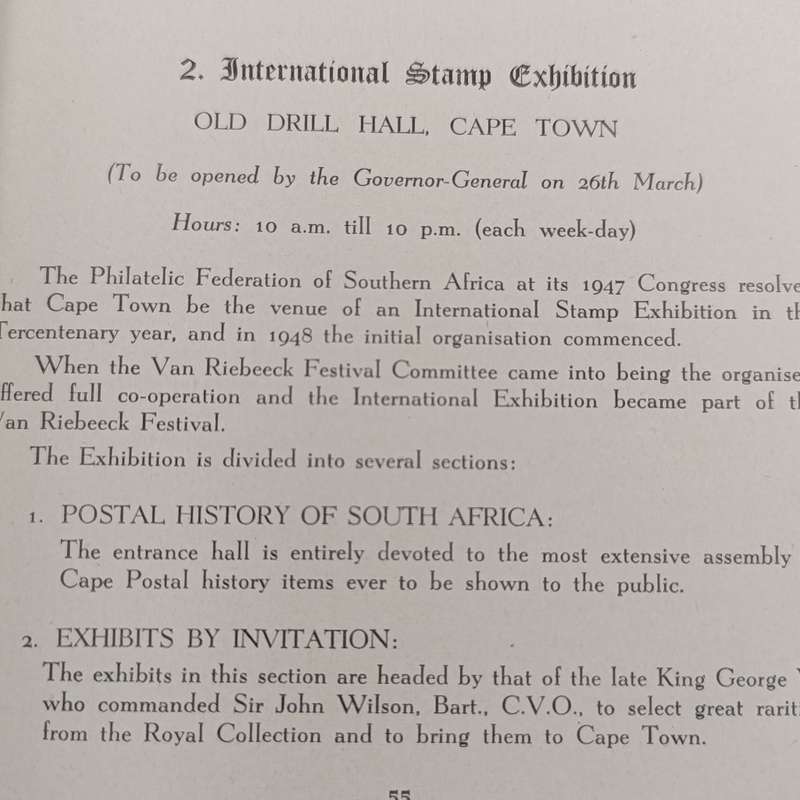 2. International Stamp Exhibition
OLD DRILL HALL, CAPE TOWN
(To be opened by the Governor-General on 26th March)
Hours: 10 a.m. till 10 p.m. (each week-day)
The Philatelic Federation of Southern Africa at its 1947 Congress resolve
hat Cape Town be the venue of an International Stamp Exhibition in th
Tercentenary year, and in 1948 the initial organisation commenced.
When the Van Riebeeck Festival Committee came into being the organise
ffered full co-operation and the International Exhibition became part of th
Van Riebeeck Festival.
The Exhibition is divided into several sections:
1. POSTAL HISTORY OF SOUTH AFRICA:
The entrance hall is entirely devoted to the most extensive assembly
Cape Postal history items ever to be shown to the public.
2. EXHIBITS BY INVITATION:
The exhibits in this section are headed by that of the late King George
who commanded Sir John Wilson, Bart., C.V.O., to select great rariti
from the Royal Collection and to bring them to Cape Town.
55